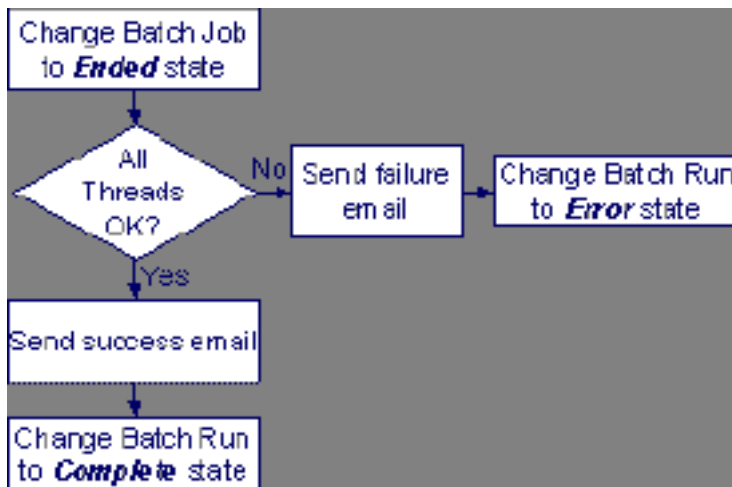 Change Batch Job
to Ended state
All
Threads
OK?
No
Send failure
email
Change Batch Run
to Error state
Yes
Send success email
Change Batch Run
to Complete state